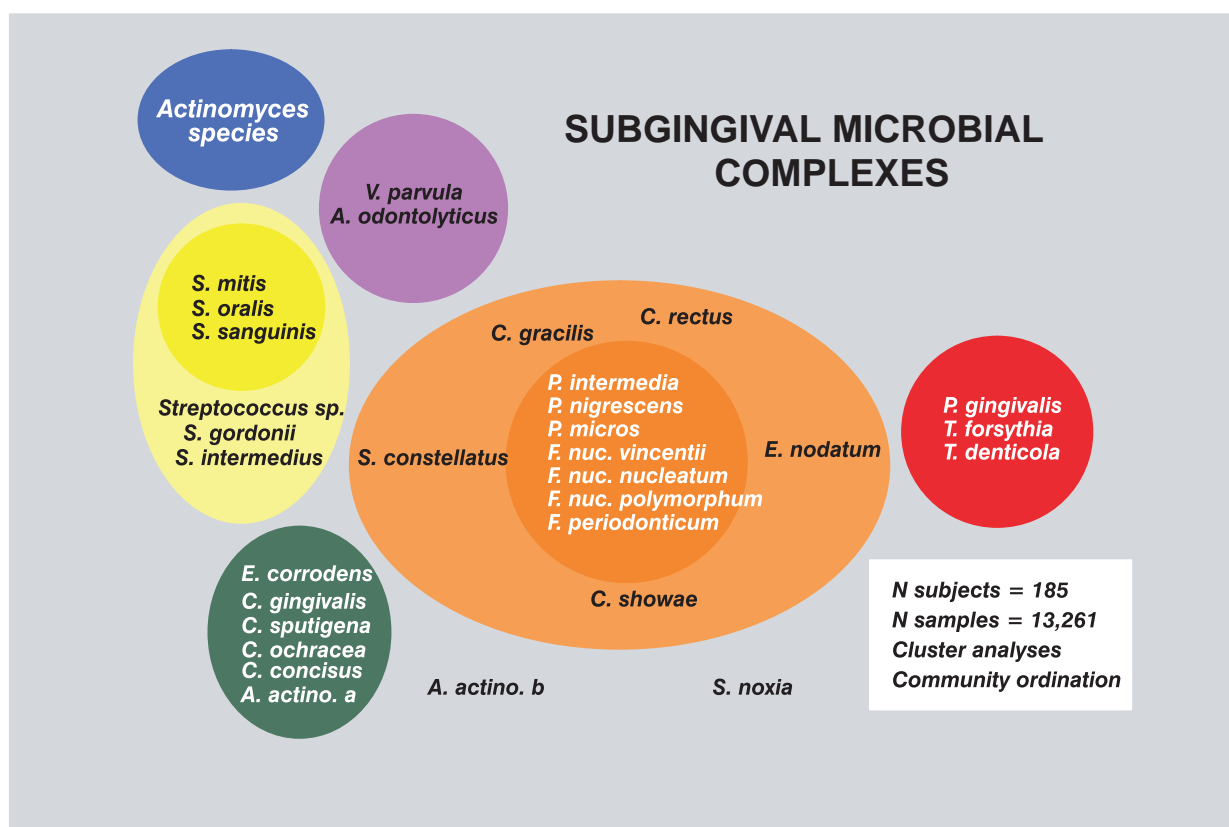 SUBGINGIVAL MICROBIAL
COMPLEXES
Actinomyces
species
V. parvula
A. odontolyticus
S. mitis
S. oralis
S. sanguinis
Streptococcus sp.
S. gordonii
S. intermedius
C. gracilis
C. rectus
P. intermedia
P. nigrescens
P. micros
F. nuc. vincentii
F. nuc. nucleatum
F. nuc. polymorphum
F. periodonticum
S. constellatus
E. nodatum
C. showae
P. gingivalis
T. forsythia
T. denticola
E. corrodens
C. gingivalis
C. sputigena
C. ochracea
C. concisus
A. actino. a
A. actino. b
S. noxia
N subjects = 185
N samples = 13,261
Cluster analyses
Community ordination